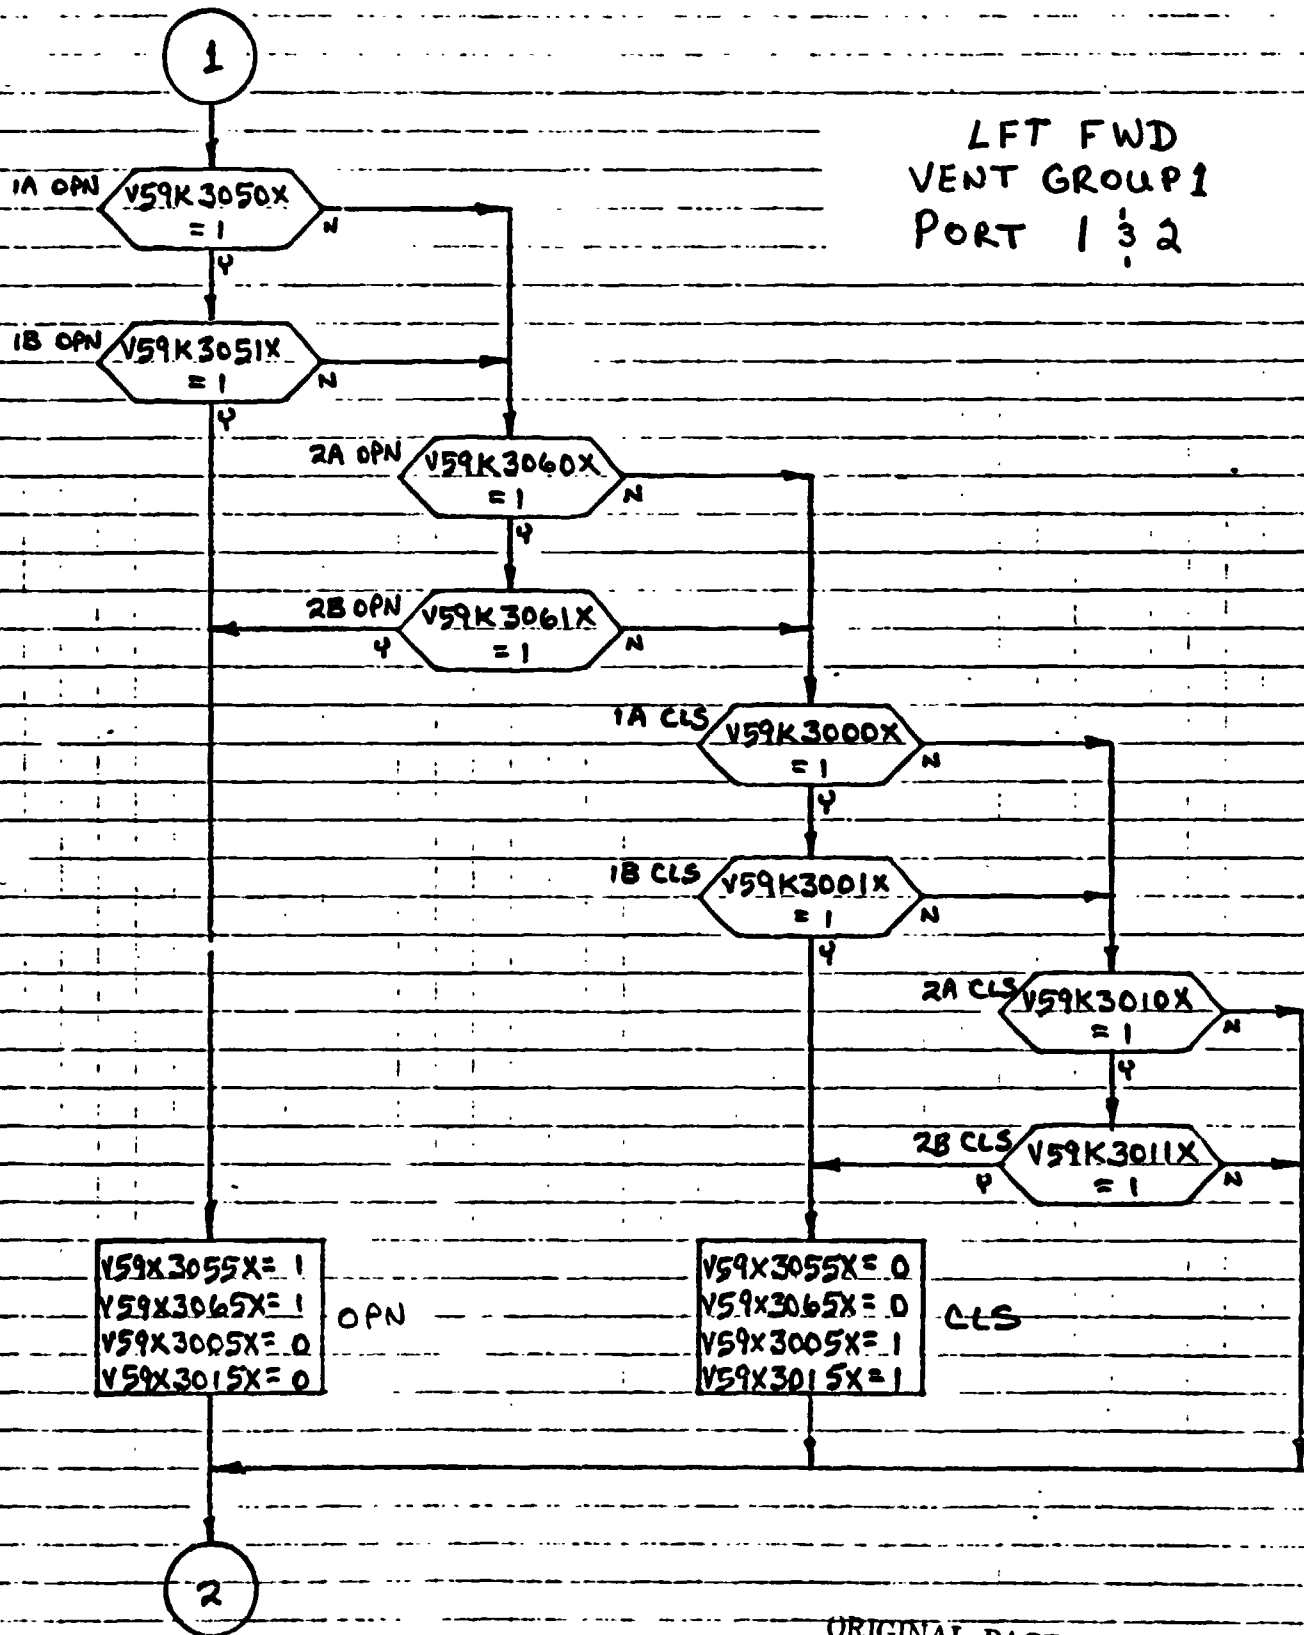 1
LFT FWD
VENT GROUP 1
PORT 1 & 2
1A OPN
V59K3050X
= 1
N
Y
1B OPN
V59K3051X
= 1
N
Y
2A OPN
V59K3060X
= 1
N
Y
2B OPN
V59K3061X
= 1
Y
N
1A CLS
V59K3000X
= 1
N
Y
1B CLS
V59K3001X
= 1
N
Y
2A CLS
V59K3010X
= 1
N
Y
2B CLS
V59K3011X
= 1
Y
N
V59X3055X= 1
V59X3065X= 1
V59X3005X= 0
V59X3015X= 0
OPN
V59X3055X= 0
V59X3065X= 0
V59X3005X= 1
V59X3015X= 1
CLS
2
ORIGINAL PAGE